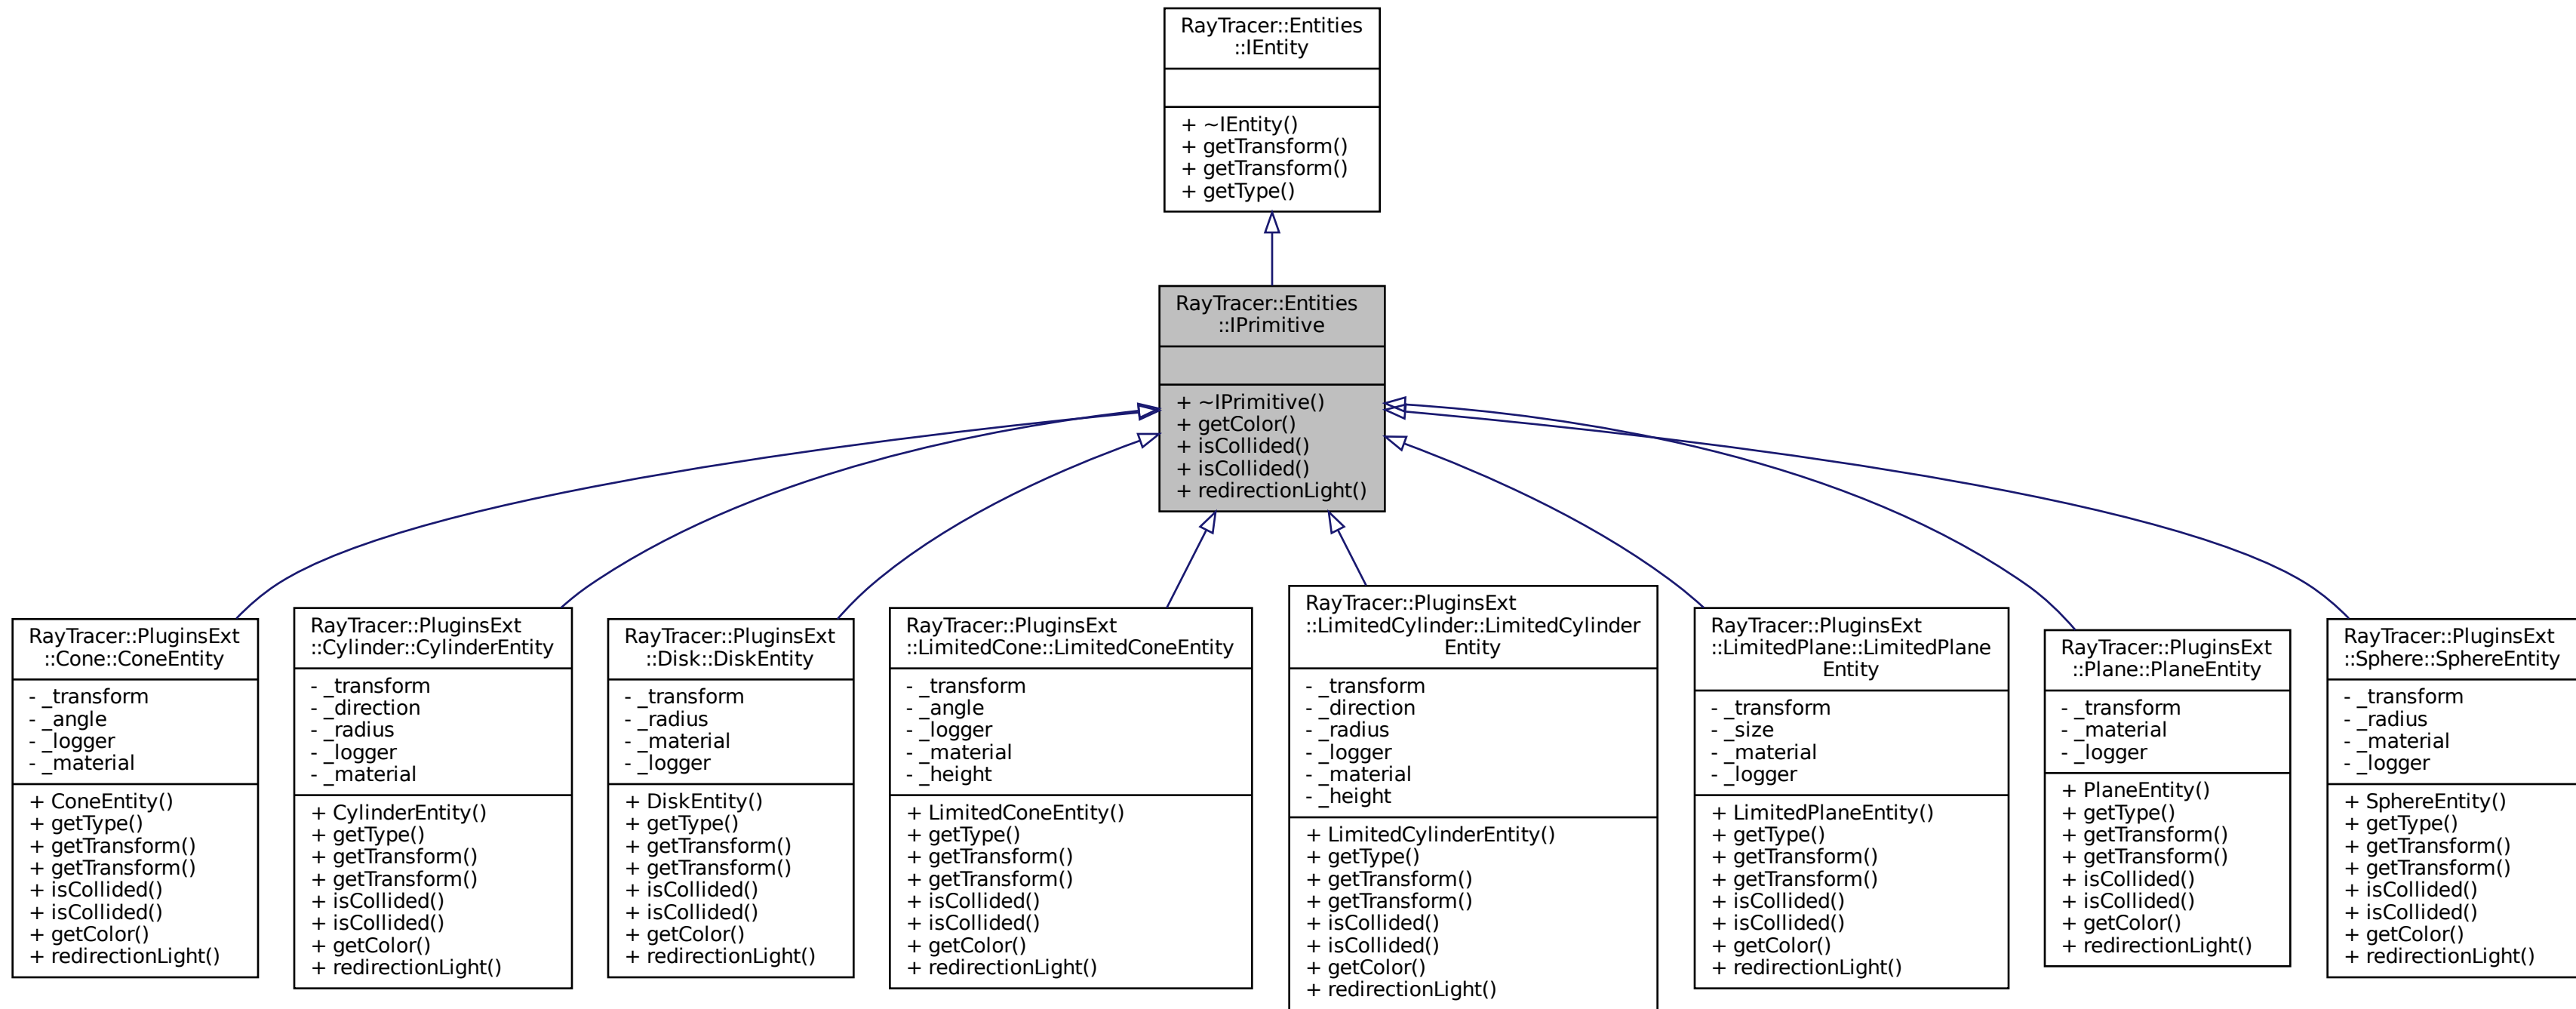 RayTracer::Entities
::IEntity
+ ~IEntity()
+ getTransform()
+ getTransform()
+ getType()
RayTracer::Entities
::IPrimitive
+ ~IPrimitive()
+ getColor()
+ isCollided()
+ isCollided()
+ redirectionLight()
RayTracer::PluginsExt
::Cone::ConeEntity
- _transform
- _angle
- _logger
- _material
+ ConeEntity()
+ getType()
+ getTransform()
+ getTransform()
+ isCollided()
+ isCollided()
+ getColor()
+ redirectionLight()
RayTracer::PluginsExt
::Cylinder::CylinderEntity
- _transform
- _direction
- _radius
- _logger
- _material
+ CylinderEntity()
+ getType()
+ getTransform()
+ getTransform()
+ isCollided()
+ isCollided()
+ getColor()
+ redirectionLight()
RayTracer::PluginsExt
::Disk::DiskEntity
- _transform
- _radius
- _material
- _logger
+ DiskEntity()
+ getType()
+ getTransform()
+ getTransform()
+ isCollided()
+ isCollided()
+ getColor()
+ redirectionLight()
RayTracer::PluginsExt
::LimitedCone::LimitedConeEntity
- _transform
- _angle
- _logger
- _material
- _height
+ LimitedConeEntity()
+ getType()
+ getTransform()
+ getTransform()
+ isCollided()
+ isCollided()
+ getColor()
+ redirectionLight()
RayTracer::PluginsExt
::LimitedCylinder::LimitedCylinder
Entity
- _transform
- _direction
- _radius
- _logger
- _material
- _height
+ LimitedCylinderEntity()
+ getType()
+ getTransform()
+ getTransform()
+ isCollided()
+ isCollided()
+ getColor()
+ redirectionLight()
RayTracer::PluginsExt
::LimitedPlane::LimitedPlane
Entity
- _transform
- _size
- _material
- _logger
+ LimitedPlaneEntity()
+ getType()
+ getTransform()
+ getTransform()
+ isCollided()
+ isCollided()
+ getColor()
+ redirectionLight()
RayTracer::PluginsExt
::Plane::PlaneEntity
- _transform
- _material
- _logger
+ PlaneEntity()
+ getType()
+ getTransform()
+ getTransform()
+ isCollided()
+ isCollided()
+ getColor()
+ redirectionLight()
RayTracer::PluginsExt
::Sphere::SphereEntity
- _transform
- _radius
- _material
- _logger
+ SphereEntity()
+ getType()
+ getTransform()
+ getTransform()
+ isCollided()
+ isCollided()
+ getColor()
+ redirectionLight()